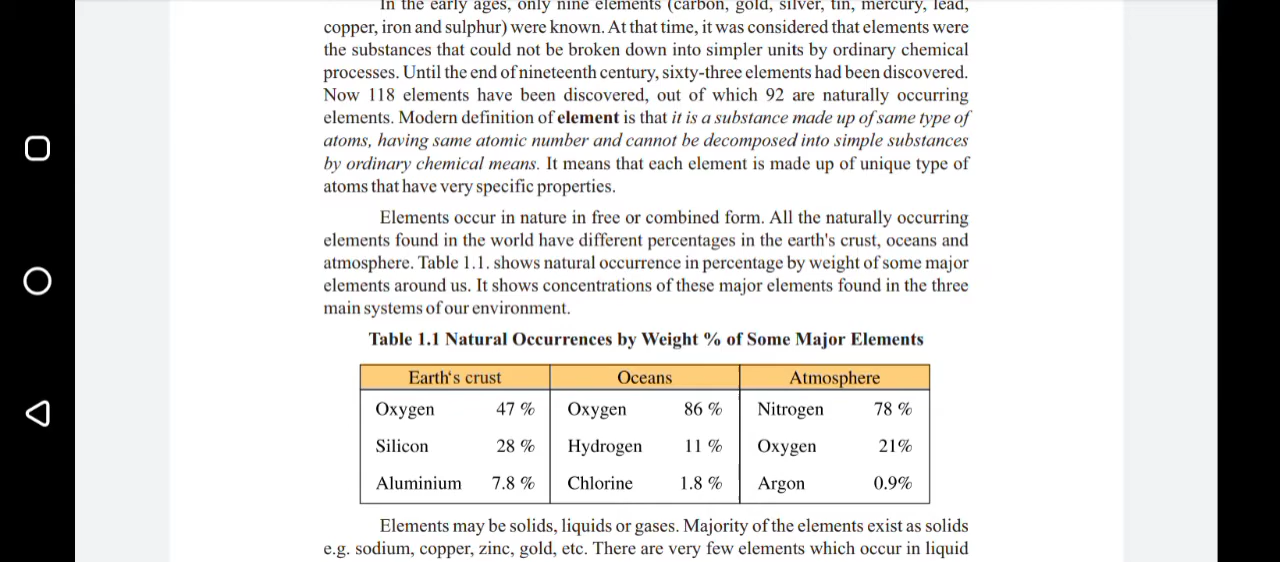 In the early ages, only nine elements (carbon, gold, silver, tin, mercury, lead,
copper, iron and sulphur) were known. At that time, it was considered that elements were
the substances that could not be broken down into simpler units by ordinary chemical
processes. Until the end of nineteenth century, sixty-three elements had been discovered.
Now 118 elements have been discovered, out of which 92 are naturally occurring
elements. Modern definition of element is that it is a substance made up of same type of
atoms, having same atomic number and cannot be decomposed into simple substances
by ordinary chemical means. It means that each element is made up of unique type of
atoms that have very specific properties.
Elements occur in nature in free or combined form. All the naturally occurring
elements found in the world have different percentages in the earth's crust, oceans and
atmosphere. Table 1.1. shows natural occurrence in percentage by weight of some major
elements around us. It shows concentrations of these major elements found in the three
main systems of our environment.
Table 1.1 Natural Occurrences by Weight % of Some Major Elements
Earth's crust Oceans Atmosphere
Oxygen 47 % Oxygen 86 % Nitrogen 78 %
Silicon 28 % Hydrogen 11 % Oxygen 21%
Aluminium 7.8 % Chlorine 1.8 % Argon 0.9%
Elements may be solids, liquids or gases. Majority of the elements exist as solids
e.g. sodium, copper, zinc, gold, etc. There are very few elements which occur in liquid